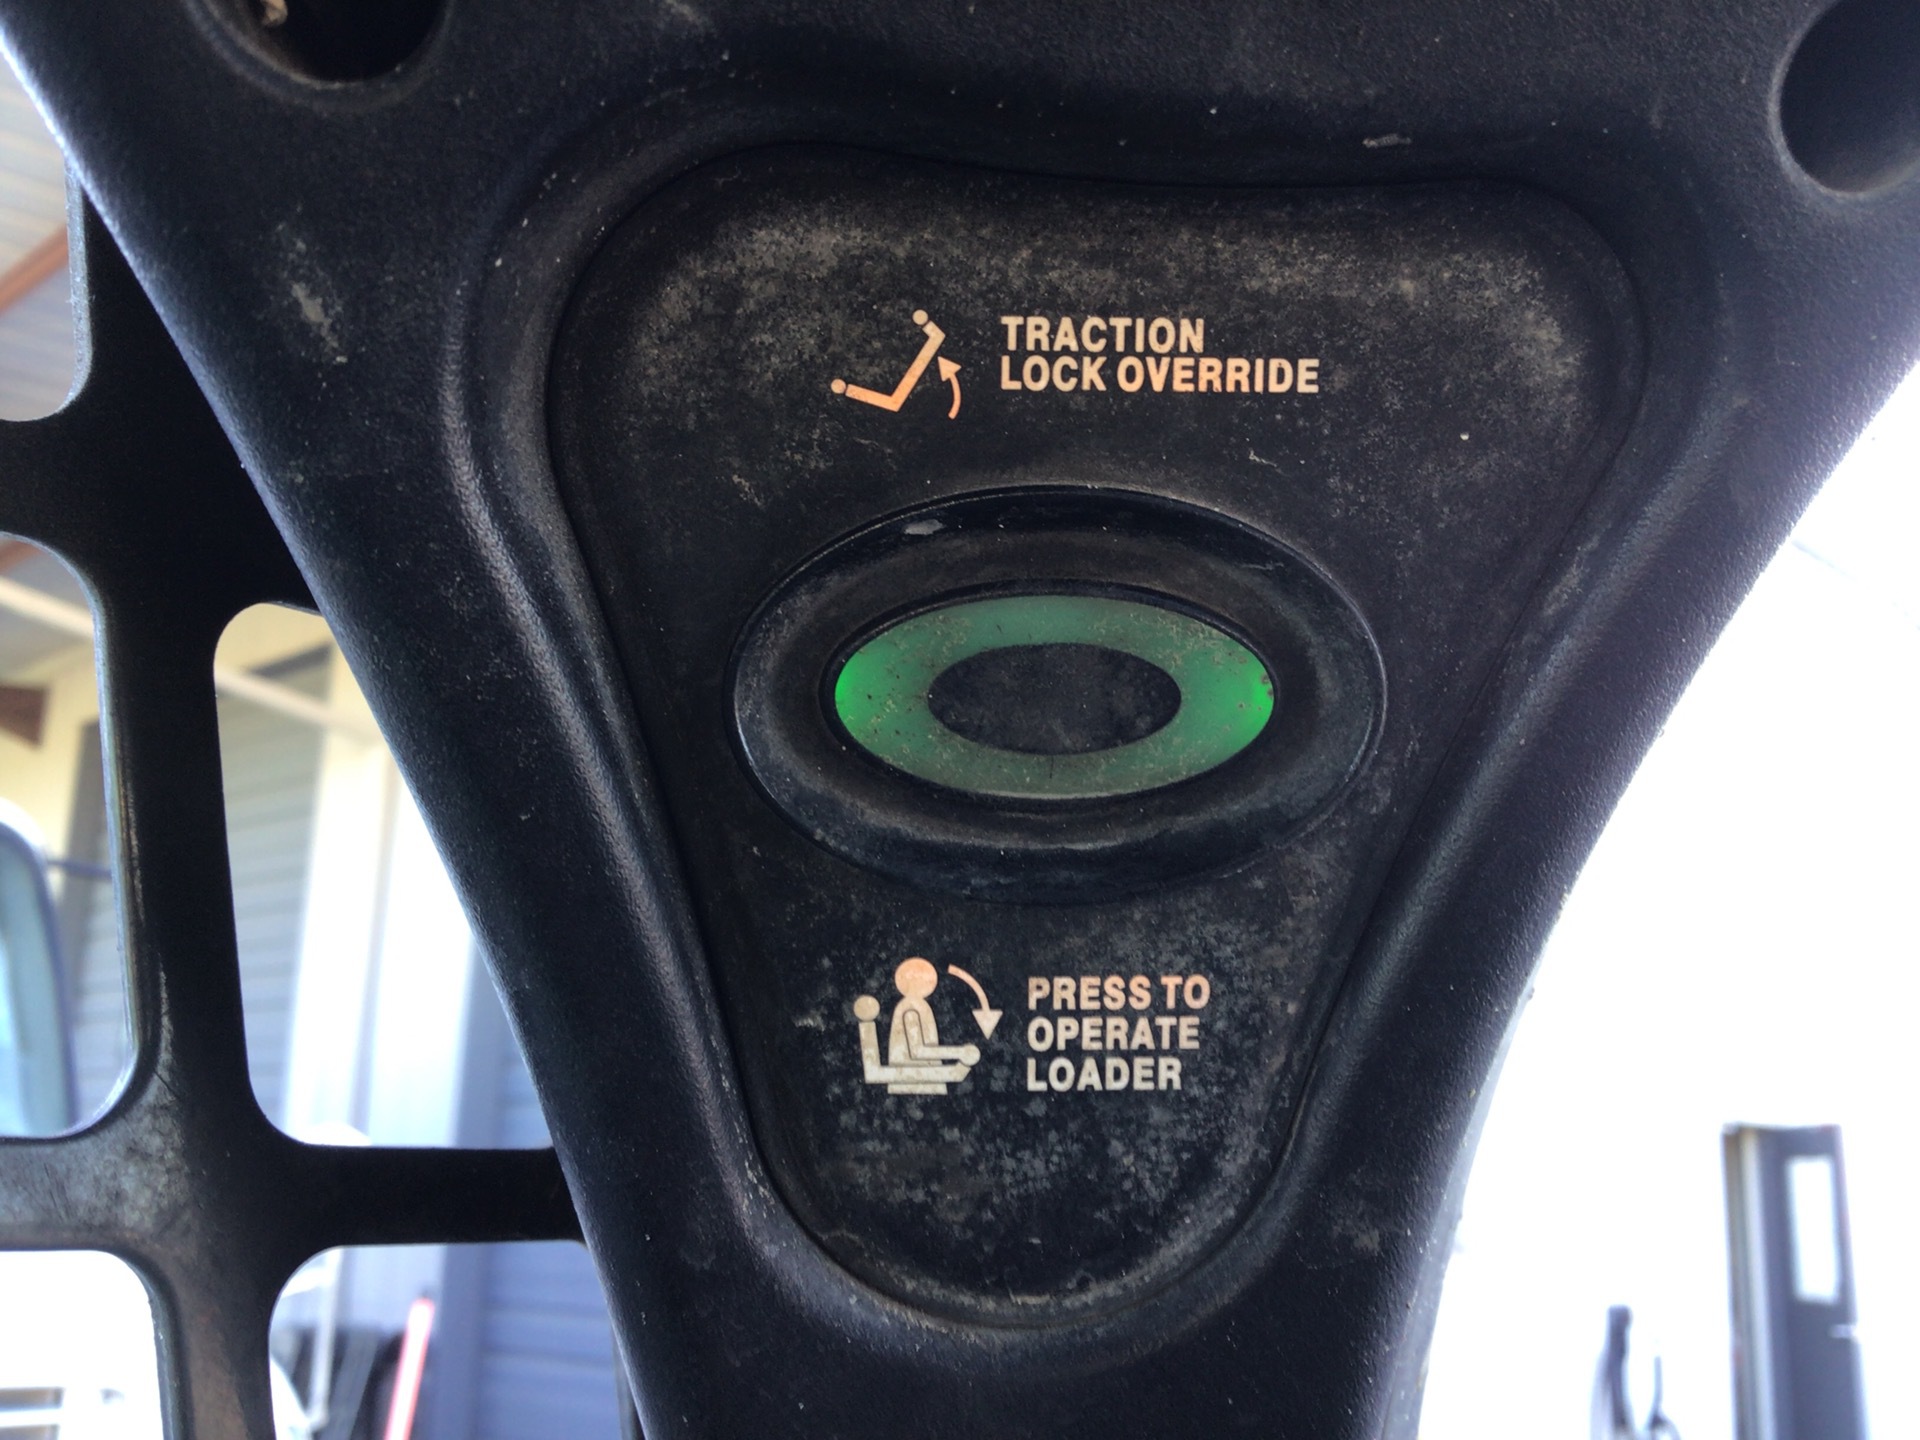 TRACTION
LOCK OVERRIDE
PRESS TO
OPERATE
LOADER